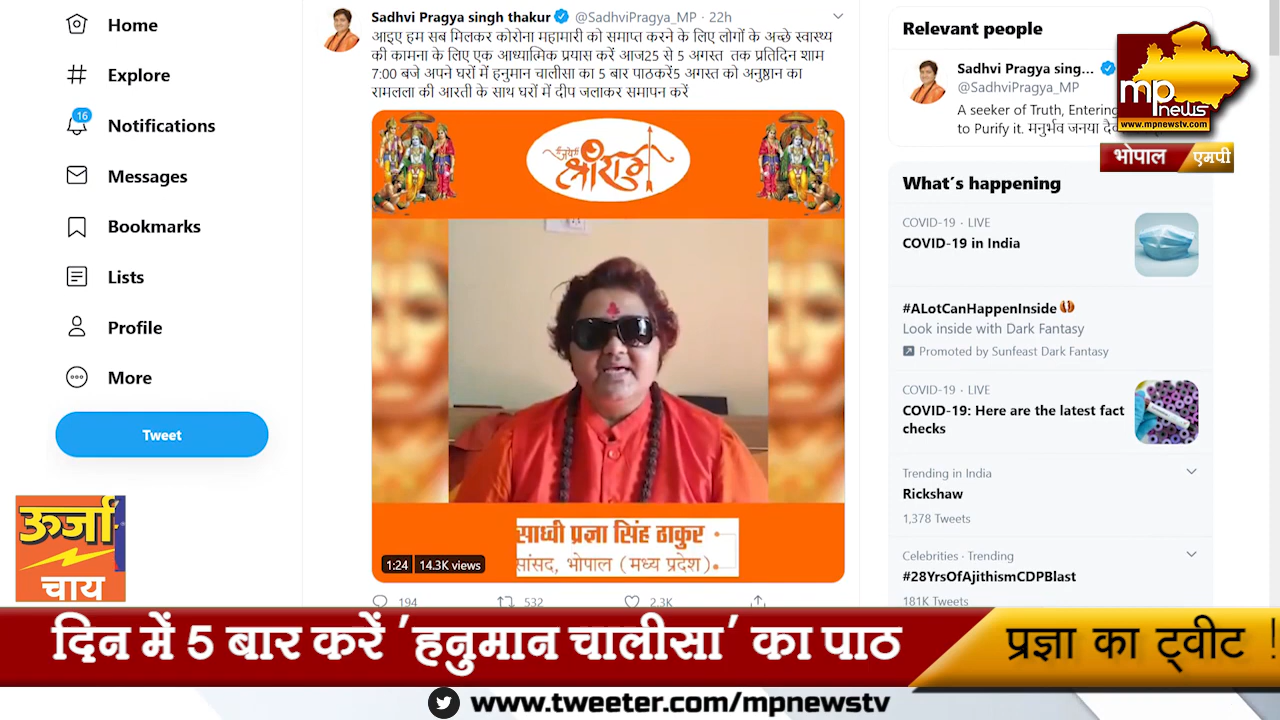 Home
Explore
16
Notifications
Messages
Bookmarks
Lists
Profile
More
Tweet
ऊर्जा
चाय
Sadhvi Pragya singh thakur @SadhviPragya_MP · 22h
आइए हम सब मिलकर कोरोना महामारी को समाप्त करने के लिए लोगों के अच्छे स्वास्थ्य
की कामना के लिए एक आध्यात्मिक प्रयास करें आज25 से 5 अगस्त तक प्रतिदिन शाम
7:00 बजे अपने घरों में हनुमान चालीसा का 5 बार पाठकरें5 अगस्त को अनुष्ठान का
रामलला की आरती के साथ घरों में दीप जलाकर समापन करें
श्रीराम
साध्वी प्रज्ञा सिंह ठाकुर
सांसद, भोपाल (मध्य प्रदेश)
1:24
14.3K views
194
532
2.3K
Relevant people
Sadhvi Pragya sing...
@SadhviPragya_MP
A seeker of Truth, Entering
to Purify it. मनुर्भव जनया
mp news
www.mpnewstv.com
भोपाल एमपी
What's happening
COVID-19 · LIVE
COVID-19 in India
#ALotCanHappenInside
Look inside with Dark Fantasy
Promoted by Sunfeast Dark Fantasy
COVID-19 · LIVE
COVID-19: Here are the latest fact
checks
Trending in India
Rickshaw
1,378 Tweets
Celebrities · Trending
#28YrsOfAjithismCDPBlast
181K Tweets
दिन में 5 बार करें 'हनुमान चालीसा' का पाठ
प्रज्ञा का ट्वीट !
www.tweeter.com/mpnewstv